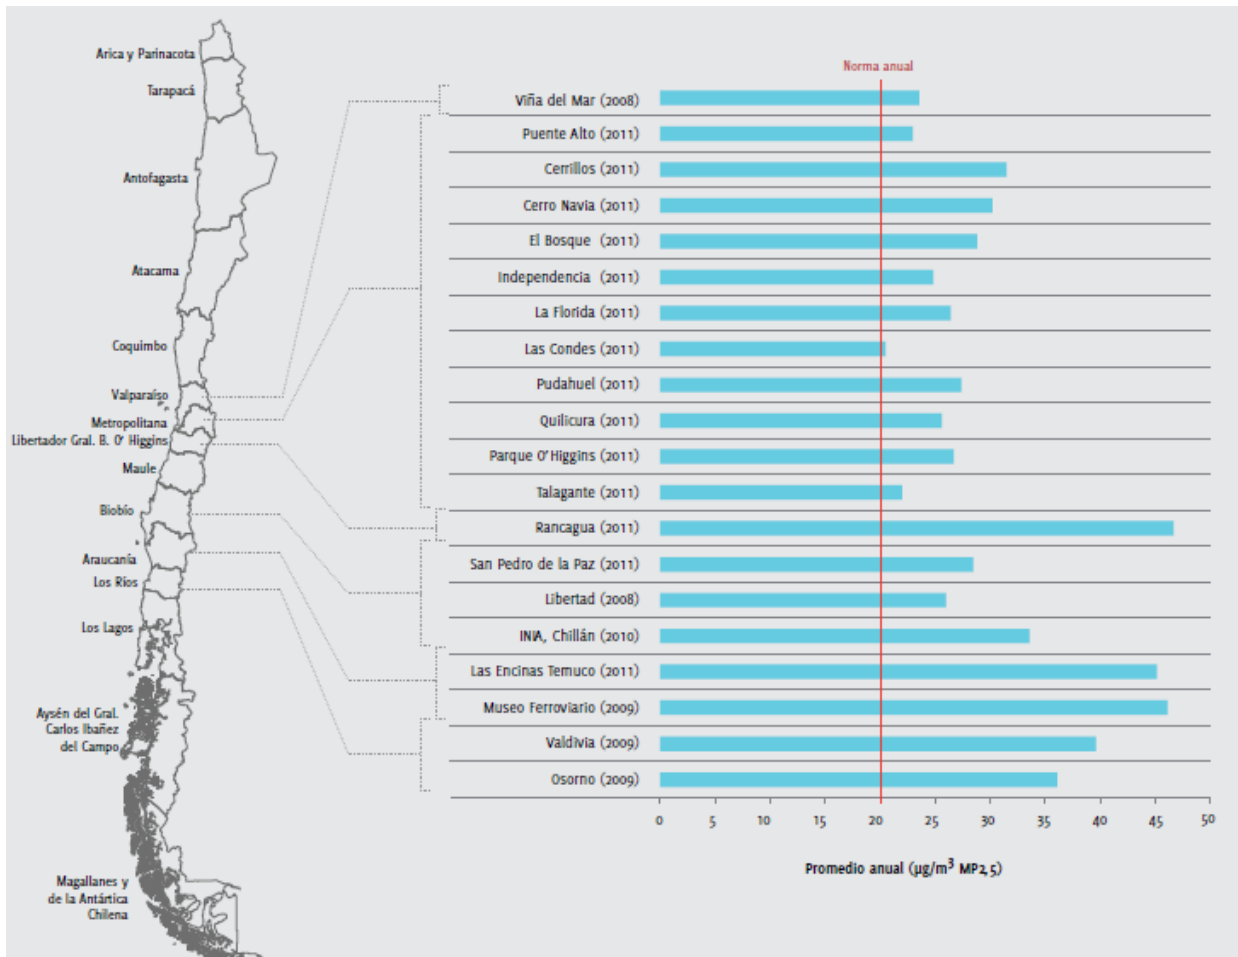 Arica y Parinacota
Tarapacá
Antofagasta
Atacama
Coquimbo
Valparaíso
Metropolitana
Libertador Gral. B. O' Higgins
Maule
Biobío
Araucanía
Los Ríos
Los Lagos
Aysén del Gral.
Carlos Ibañez
del Campo
Magallanes y
de la Antártica
Chilena
Norma anual
Viña del Mar (2008)
Puente Alto (2011)
Cerrillos (2011)
Cerro Navia (2011)
El Bosque (2011)
Independencia (2011)
La Florida (2011)
Las Condes (2011)
Pudahuel (2011)
Quilicura (2011)
Parque O'Higgins (2011)
Talagante (2011)
Rancagua (2011)
San Pedro de la Paz (2011)
Libertad (2008)
INIA, Chillán (2010)
Las Encinas Temuco (2011)
Museo Ferroviario (2009)
Valdivia (2009)
Osorno (2009)
0 5 10 15 20 25 30 35 40 45 50
Promedio anual (µg/m³ MP2,5)